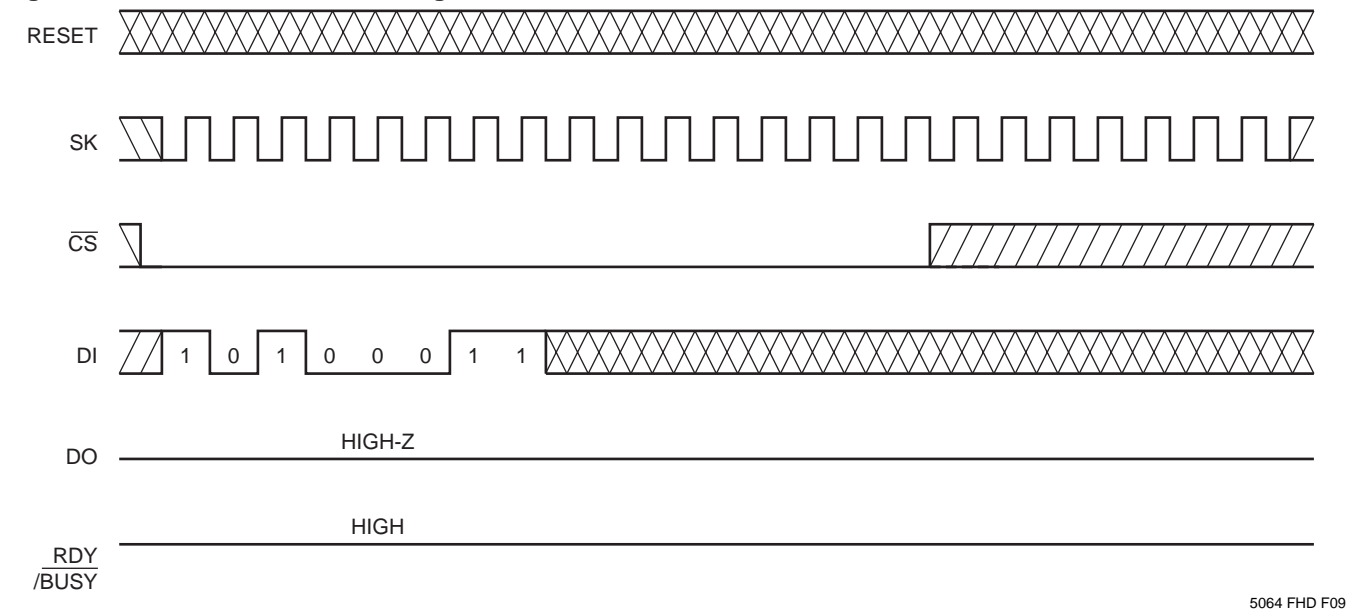 RESET
SK
CS
DI 1 0 1 0 0 0 1 1
HIGH-Z
DO
HIGH
RDY
/BUSY
5064 FHD F09